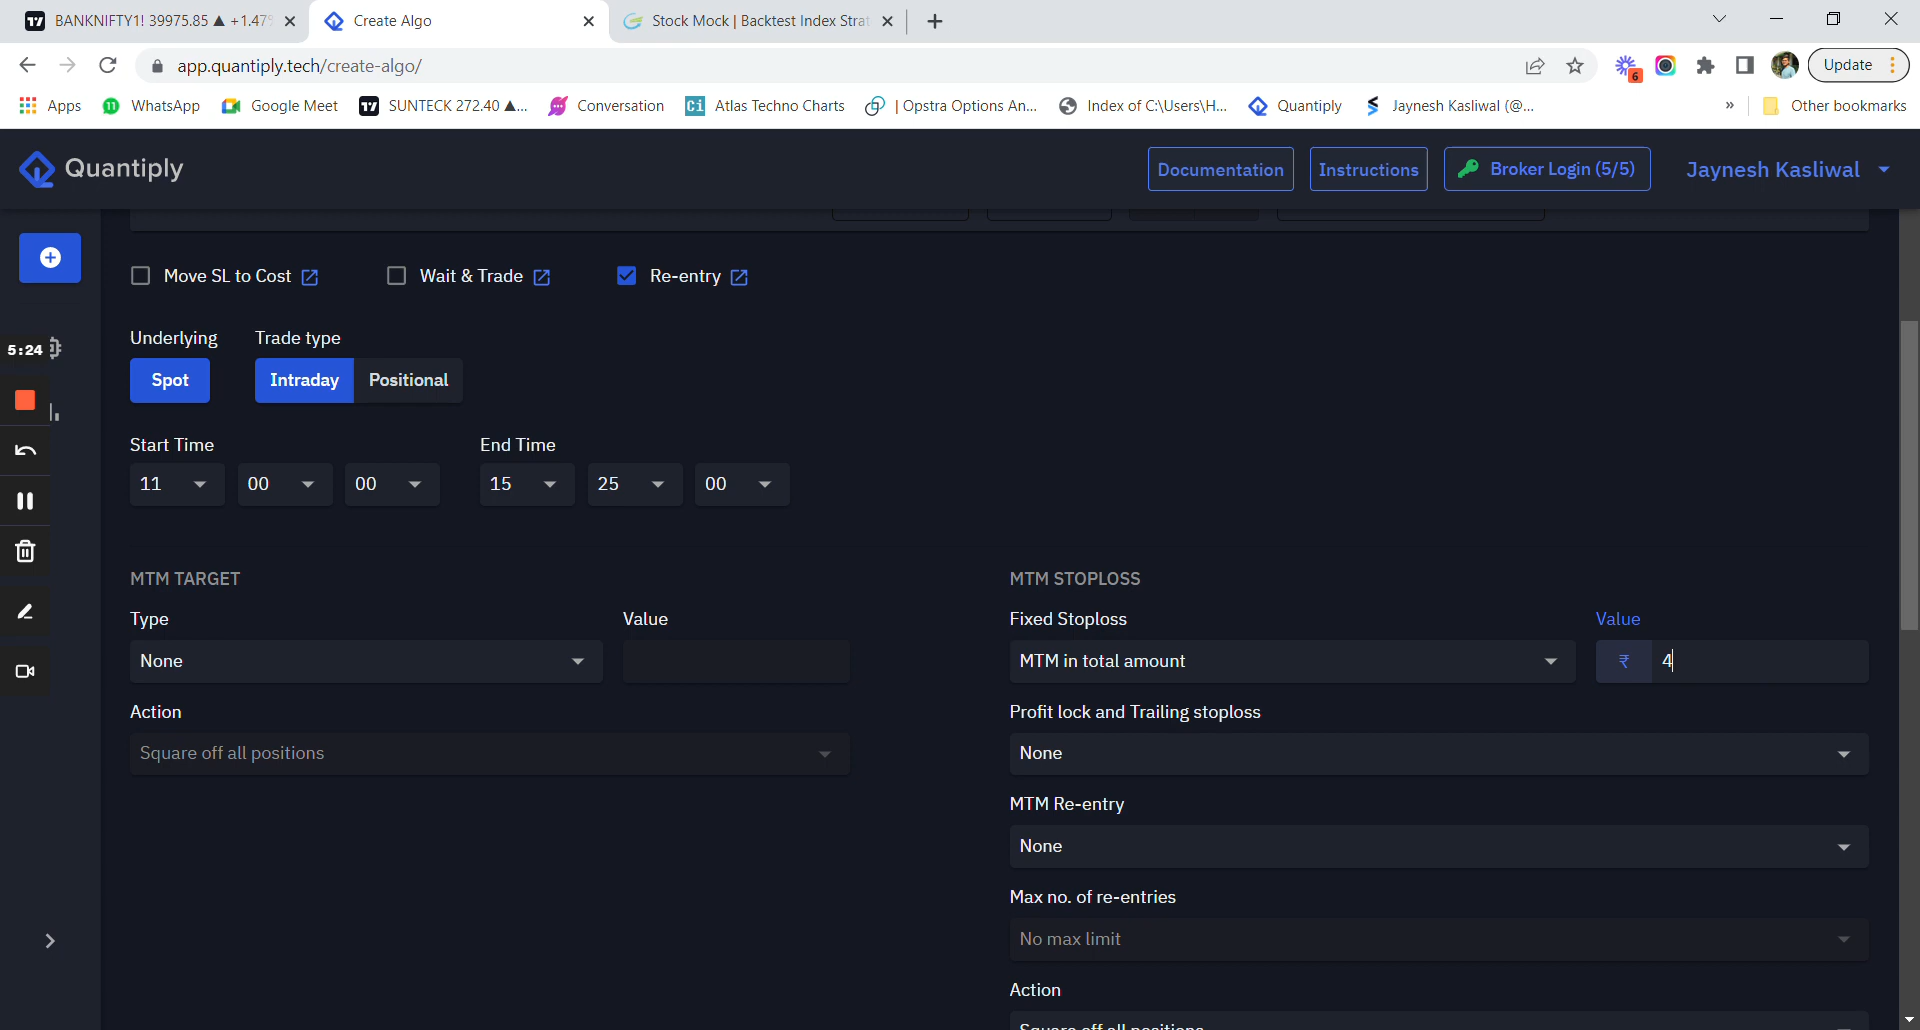 BANKNIFTY1! 39975.85 ▲ +1.47%
Create Algo
Stock Mock | Backtest Index Strat
app.quantiply.tech/create-algo/
6
Update
Apps
11
WhatsApp
Google Meet
SUNTECK 272.40 ▲...
Conversation
Ci
Atlas Techno Charts
| Opstra Options An...
Index of C:\Users\H...
Quantiply
Jaynesh Kasliwal (@...
»
Other bookmarks
Quantiply
Documentation
Instructions
Broker Login (5/5)
Jaynesh Kasliwal
5:24
Move SL to Cost
Wait & Trade
Re-entry
Underlying
Trade type
Spot
Intraday
Positional
Start Time
End Time
11
00
00
15
25
00
MTM TARGET
MTM STOPLOSS
Type
Value
Fixed Stoploss
Value
None
MTM in total amount
₹
4
Action
Profit lock and Trailing stoploss
Square off all positions
None
MTM Re-entry
None
Max no. of re-entries
No max limit
Action
Square off all positions